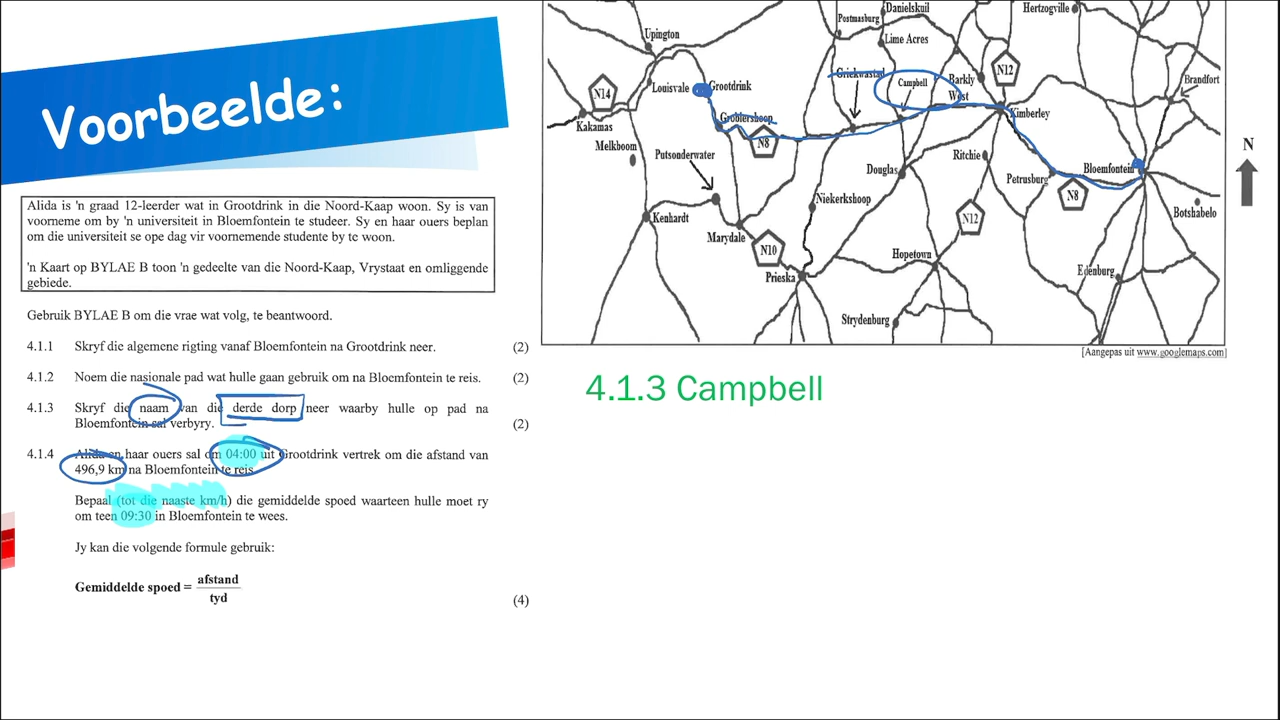 Voorbeelde:
Alida is 'n graad 12-leerder wat in Grootdrink in die Noord-Kaap woon. Sy is van
voorneme om by 'n universiteit in Bloemfontein te studeer. Sy en haar ouers beplan
om die universiteit se ope dag vir voornemende studente by te woon.
'n Kaart op BYLAE B toon 'n gedeelte van die Noord-Kaap, Vrystaat en omliggende
gebiede.
Gebruik BYLAE B om die vrae wat volg, te beantwoord.
4.1.1 Skryf die algemene rigting vanaf Bloemfontein na Grootdrink neer. (2)
4.1.2 Noem die nasionale pad wat hulle gaan gebruik om na Bloemfontein te reis. (2)
4.1.3 Skryf die naam van die derde dorp neer waarby hulle op pad na
Bloemfontein sal verbyry. (2)
4.1.4 Alida en haar ouers sal om 04:00 uit Grootdrink vertrek om die afstand van
496,9 km na Bloemfontein te reis.
Bepaal (tot die naaste km/h) die gemiddelde spoed waarteen hulle moet ry
om teen 09:30 in Bloemfontein te wees.
Jy kan die volgende formule gebruik:
Gemiddelde spoed = afstand
tyd
(4)
Danielskuil
Hertzogville
Postmasburg
Upington
Lime Acres
N12
Griekwastad
Campbell
Barkly
West
Brandfort
Louisvale
Grootdrink
N14
Kakamas
Groblershoop
Kimberley
N8
Melkboom
Putsonderwater
Ritchie
Douglas
Bloemfontein
Petrusburg
N8
N
Niekerkshoop
Botshabelo
Kenhardt
N12
Marydale
N10
Hopetown
Prieska
Edenburg
Strydenburg
[Aangepas uit www.googlemaps.com]
4.1.3 Campbell